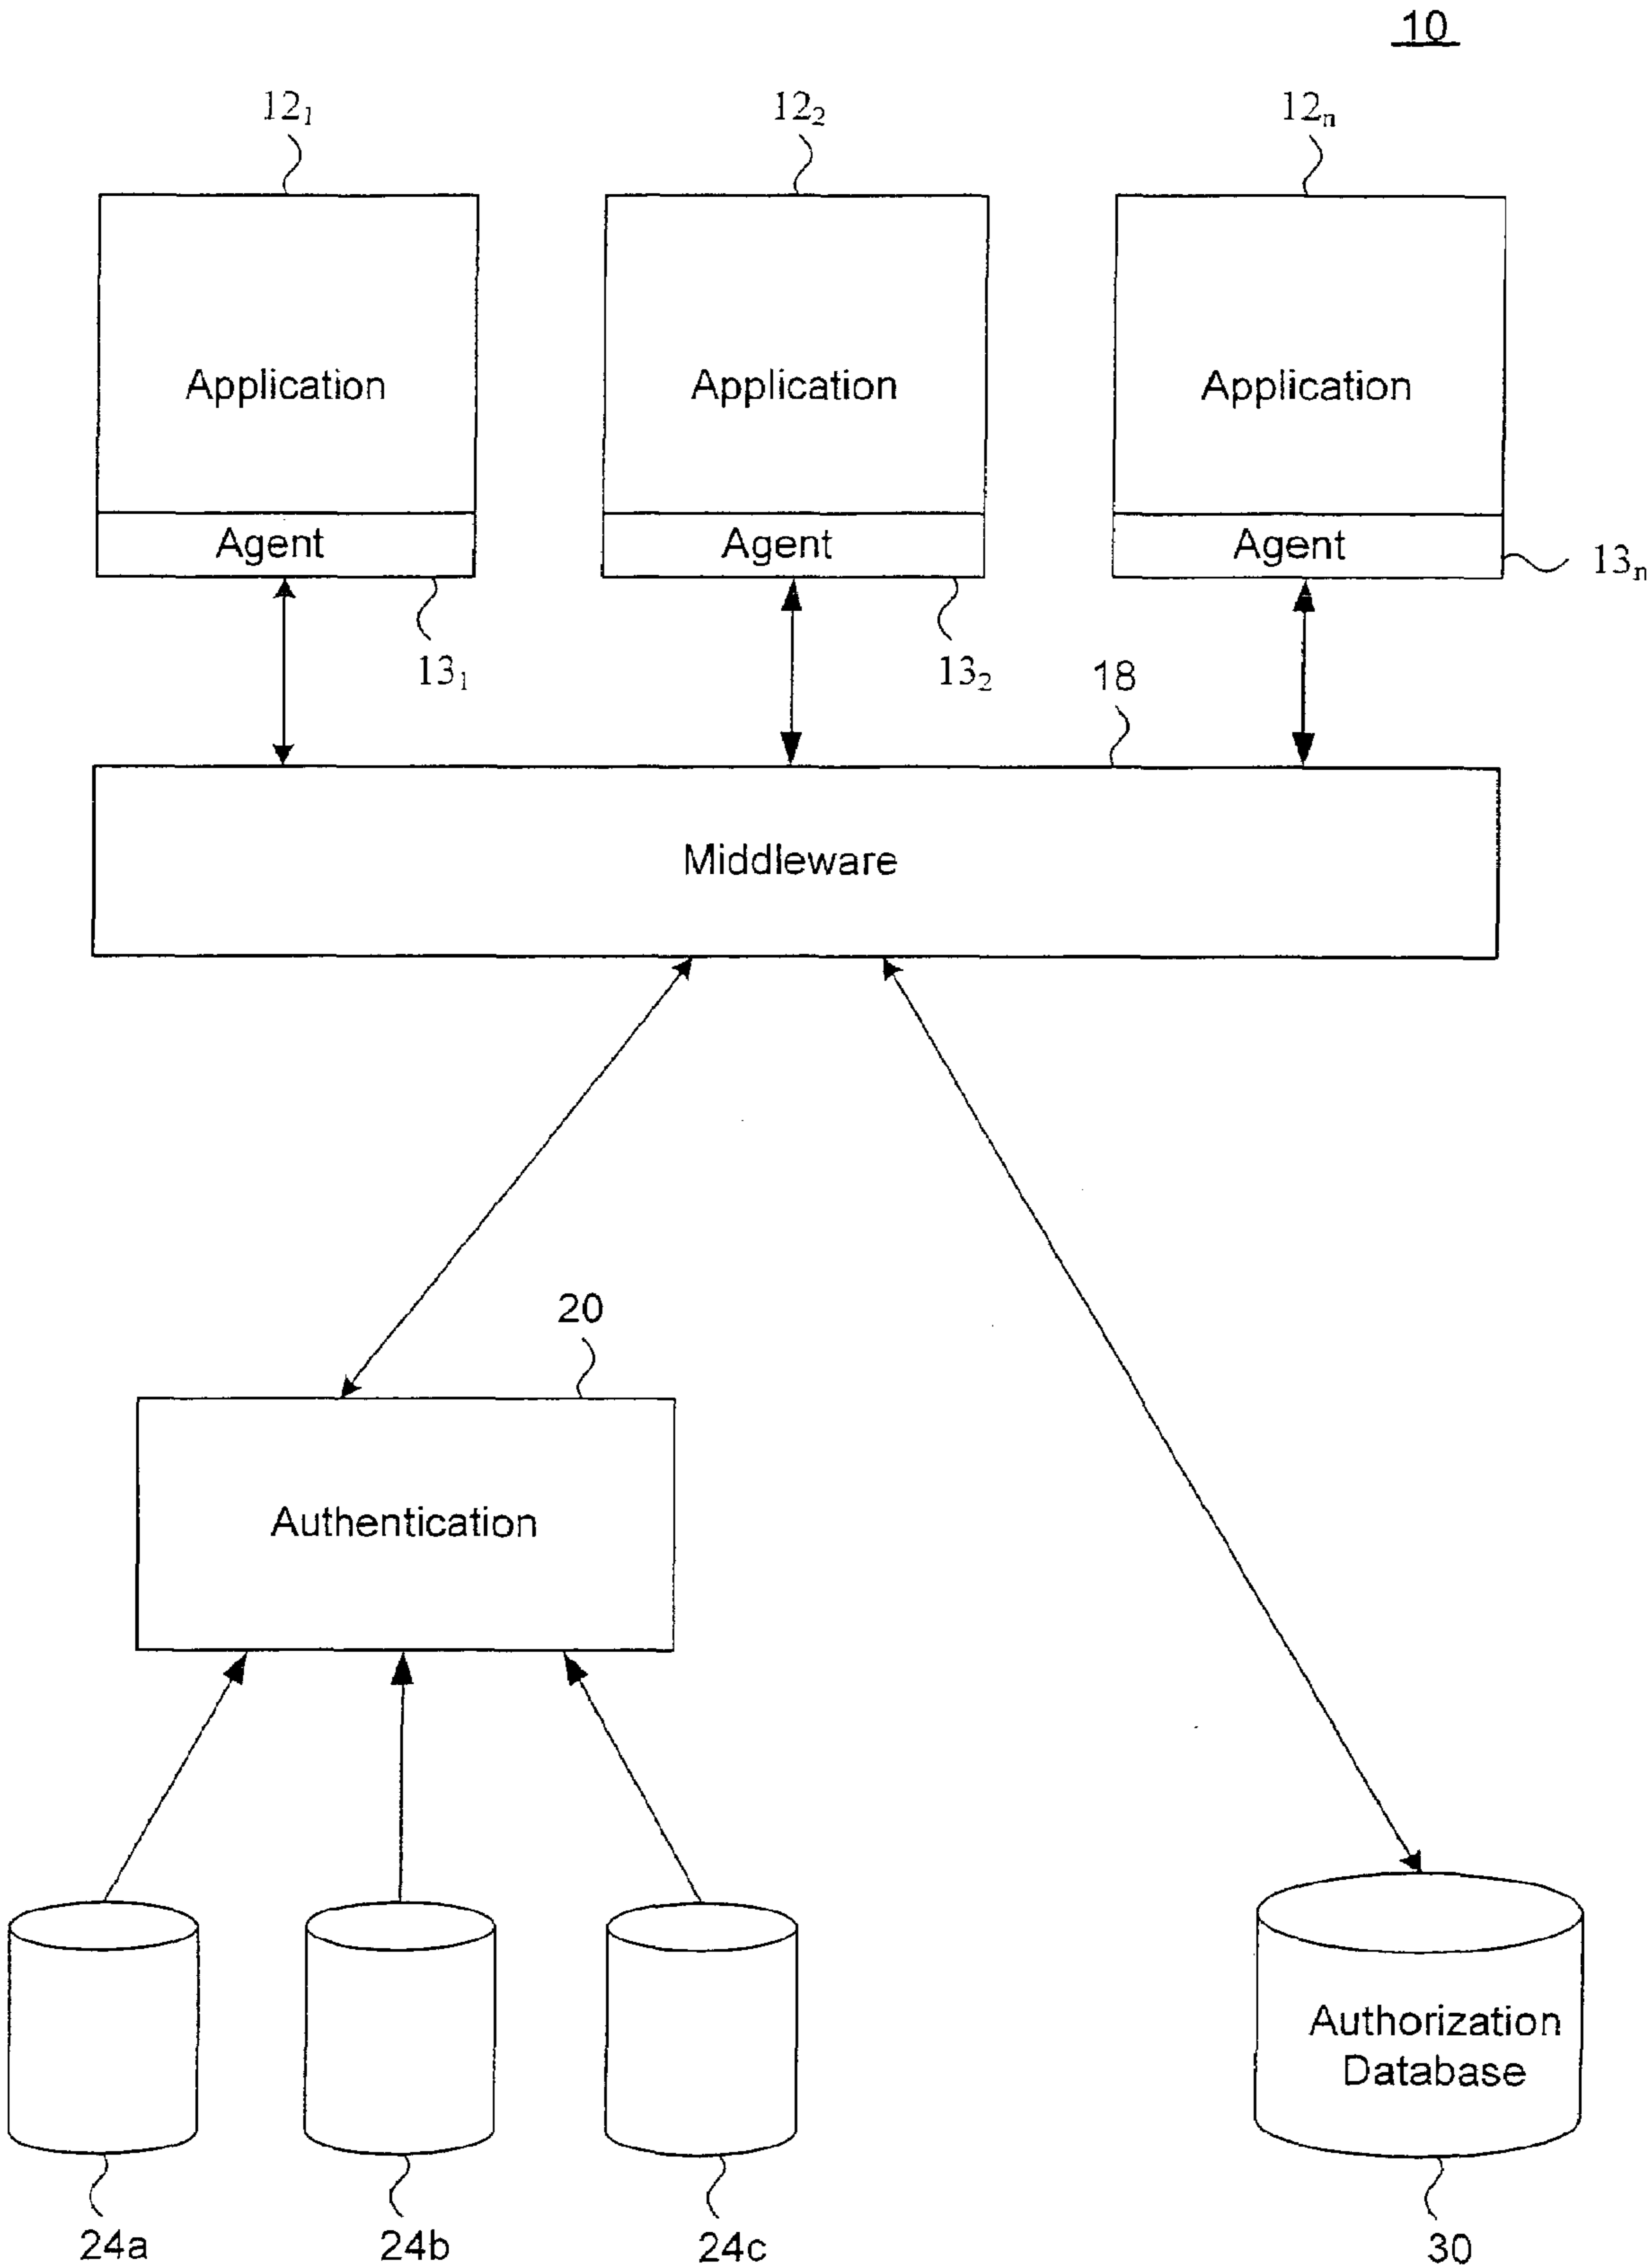 10
12₁ 12₂ 12ₙ
Application Application Application
Agent Agent Agent
13ₙ
13₁ 13₂
18
Middleware
20
Authentication
Authorization
Database
24a 24b 24c 30